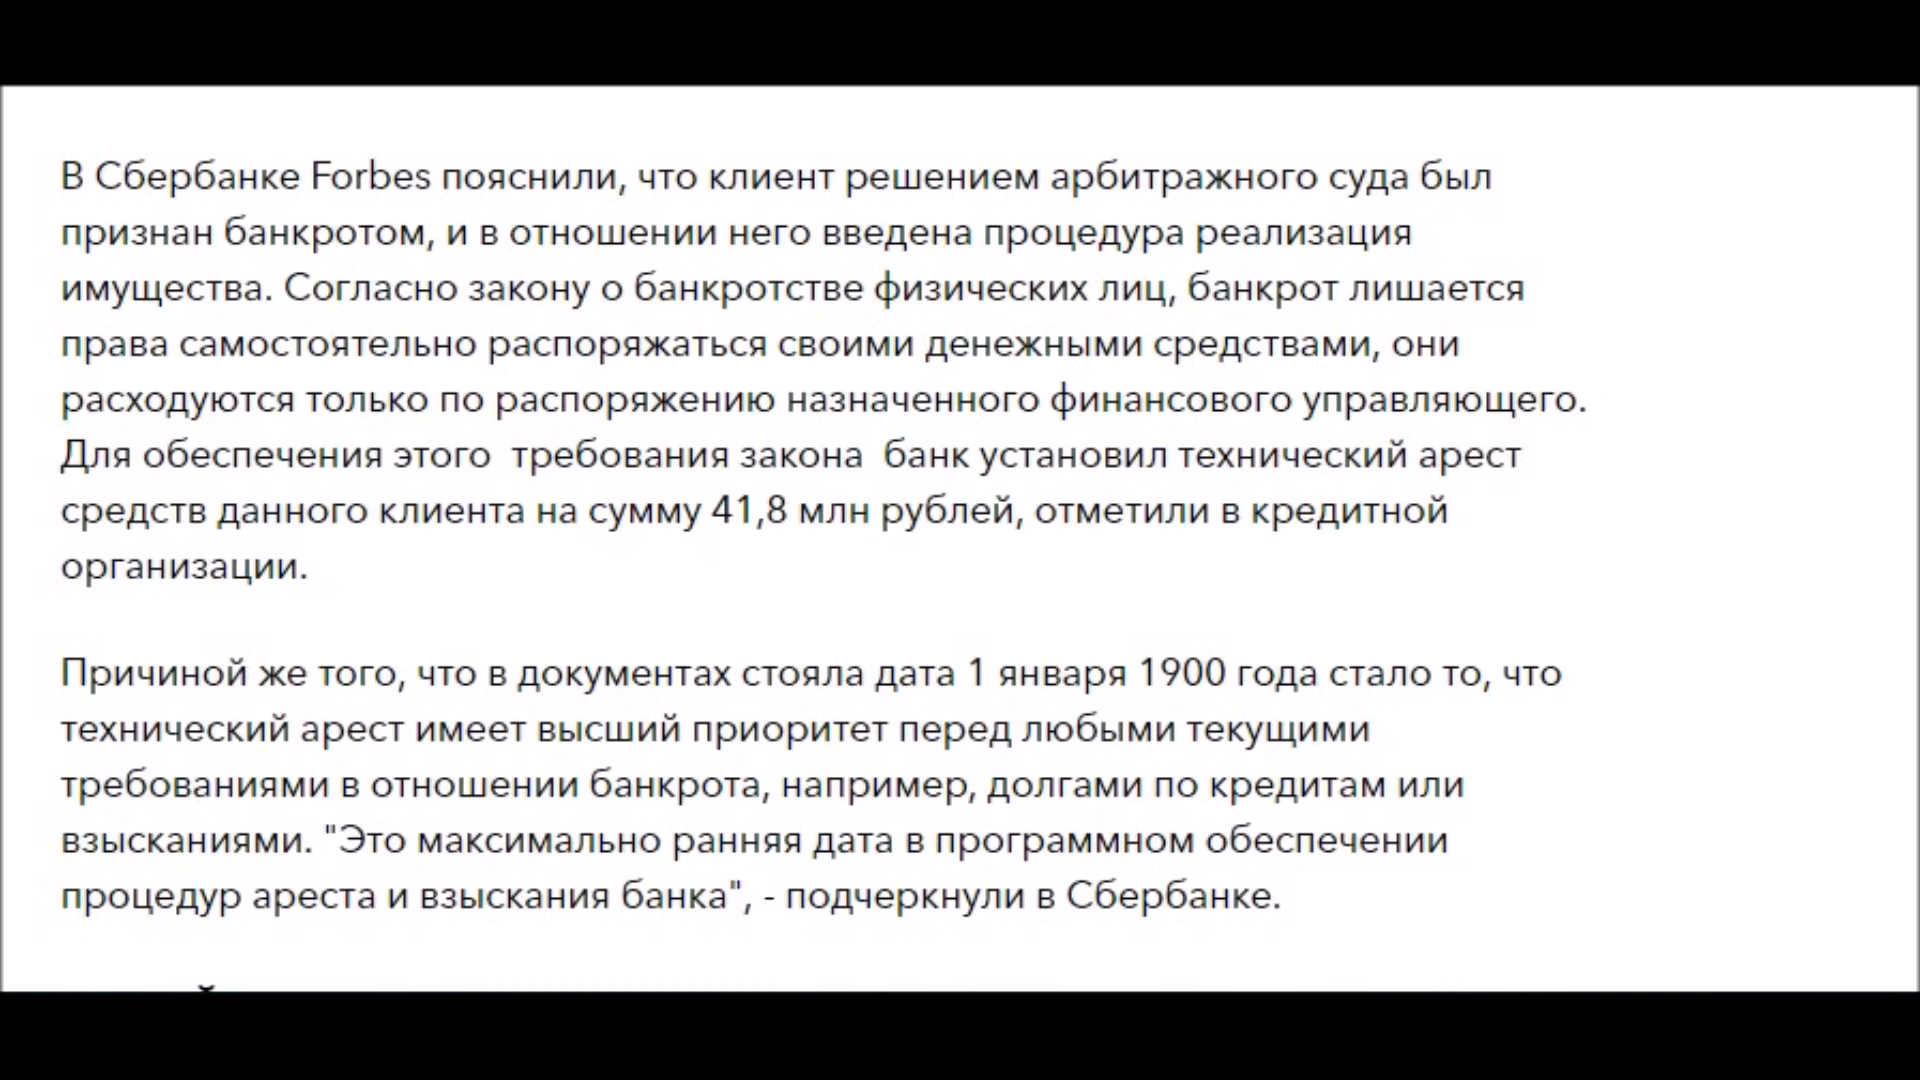 В Сбербанке Forbes пояснили, что клиент решением арбитражного суда был
признан банкротом, и в отношении него введена процедура реализация
имущества. Согласно закону о банкротстве физических лиц, банкрот лишается
права самостоятельно распоряжаться своими денежными средствами, они
расходуются только по распоряжению назначенного финансового управляющего.
Для обеспечения этого  требования закона  банк установил технический арест
средств данного клиента на сумму 41,8 млн рублей, отметили в кредитной
организации.
Причиной же того, что в документах стояла дата 1 января 1900 года стало то, что
технический арест имеет высший приоритет перед любыми текущими
требованиями в отношении банкрота, например, долгами по кредитам или
взысканиями. "Это максимально ранняя дата в программном обеспечении
процедур ареста и взыскания банка", - подчеркнули в Сбербанке.